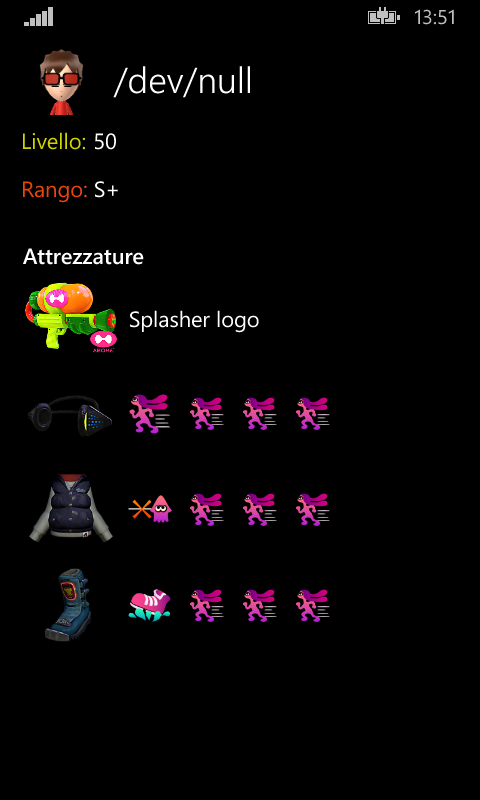 13:51
/dev/null
Livello: 50
Rango: S+
Attrezzature
Splasher logo